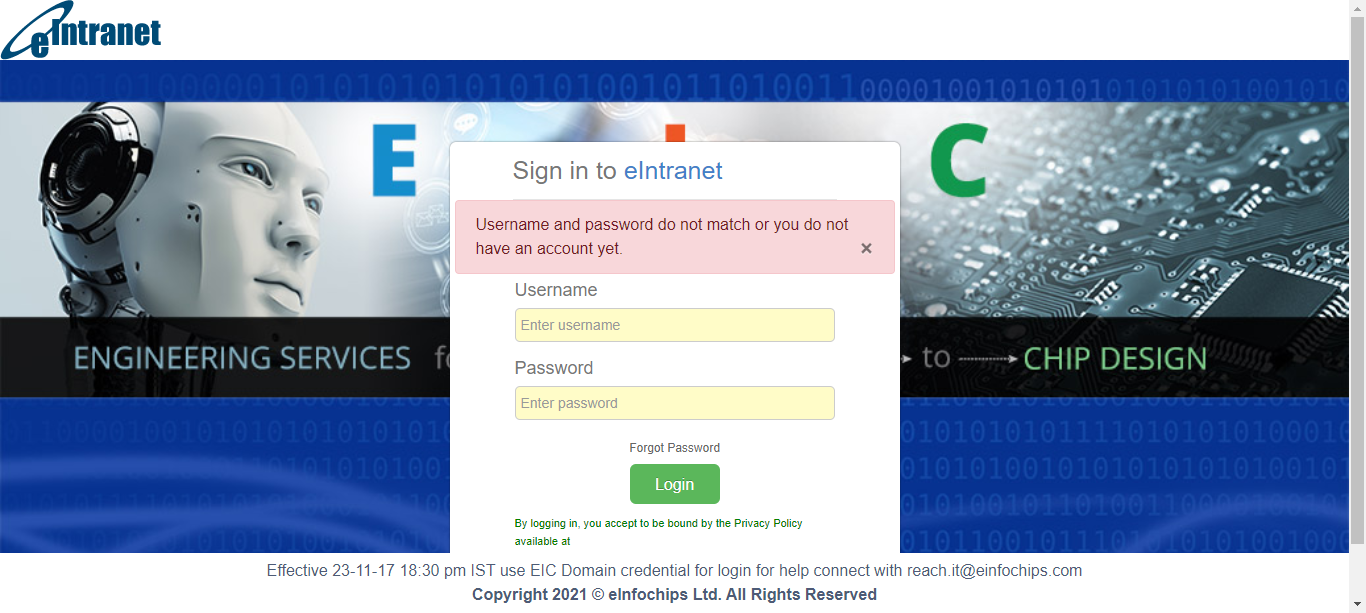 eIntranet
E i C
Sign in to eIntranet
Username and password do not match or you do not
have an account yet.
×
Username
Enter username
ENGINEERING SERVICES
to
CHIP DESIGN
Password
Enter password
Forgot Password
Login
By logging in, you accept to be bound by the Privacy Policy
available at
Effective 23-11-17 18:30 pm IST use EIC Domain credential for login for help connect with reach.it@einfochips.com
Copyright 2021 © eInfochips Ltd. All Rights Reserved